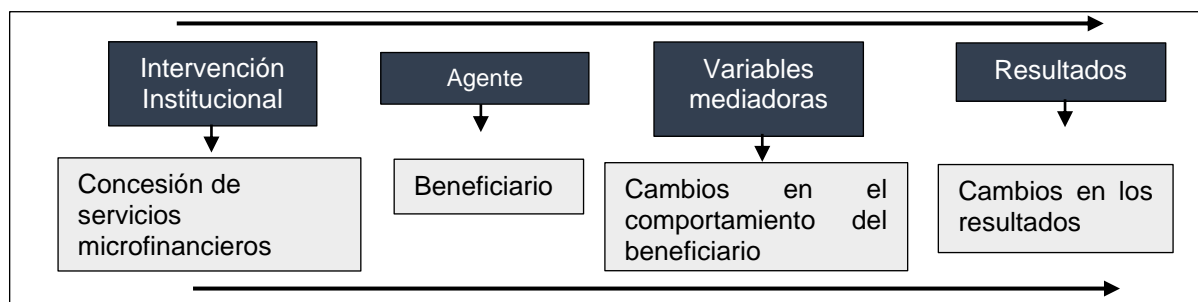 Intervención
Institucional
Agente
Variables
mediadoras
Resultados
Concesión de
servicios
microfinancieros
Beneficiario
Cambios en el
comportamiento del
beneficiario
Cambios en los
resultados